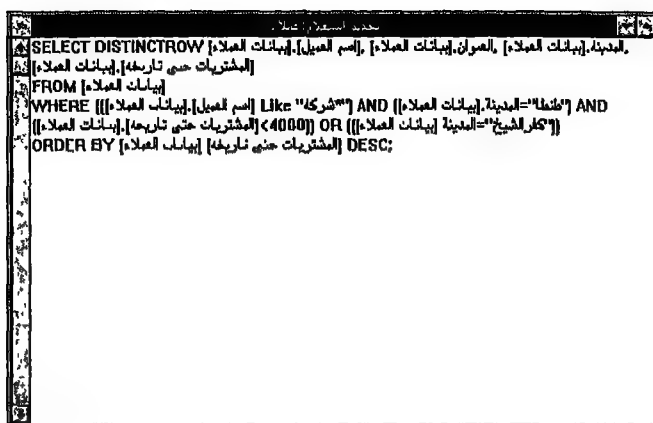 تحديد استعلام: عملاء
SELECT DISTINCTROW [بيانات العملاء].[اسم العميل], [بيانات العملاء].العنوان, [بيانات العملاء].المدينة,
[بيانات العملاء].[المشتريات حتى تاريخه]
FROM [بيانات العملاء]
WHERE ((([بيانات العملاء].[اسم العميل] Like "شركة*") AND ([بيانات العملاء].المدينة="طنطا") AND
([بيانات العملاء].[المشتريات حتى تاريخه]<4000)) OR (([بيانات العملاء].المدينة="كفر الشيخ"))
ORDER BY [بيانات العملاء].[المشتريات حتى تاريخه] DESC;